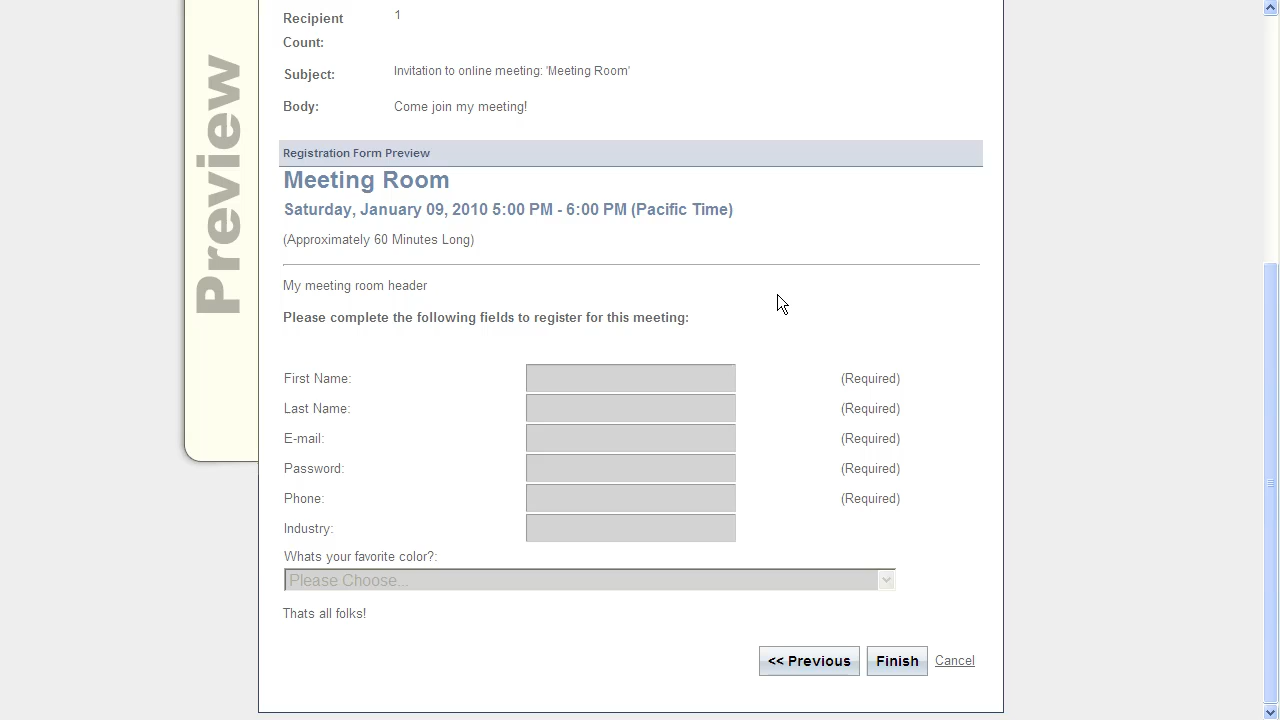 Preview
Recipient Count: 1
Subject: Invitation to online meeting: 'Meeting Room'
Body: Come join my meeting!
Registration Form Preview
Meeting Room
Saturday, January 09, 2010 5:00 PM - 6:00 PM (Pacific Time)
(Approximately 60 Minutes Long)
My meeting room header
Please complete the following fields to register for this meeting:
First Name: (Required)
Last Name: (Required)
E-mail: (Required)
Password: (Required)
Phone: (Required)
Industry:
Whats your favorite color?:
Please Choose...
Thats all folks!
<< Previous Finish Cancel